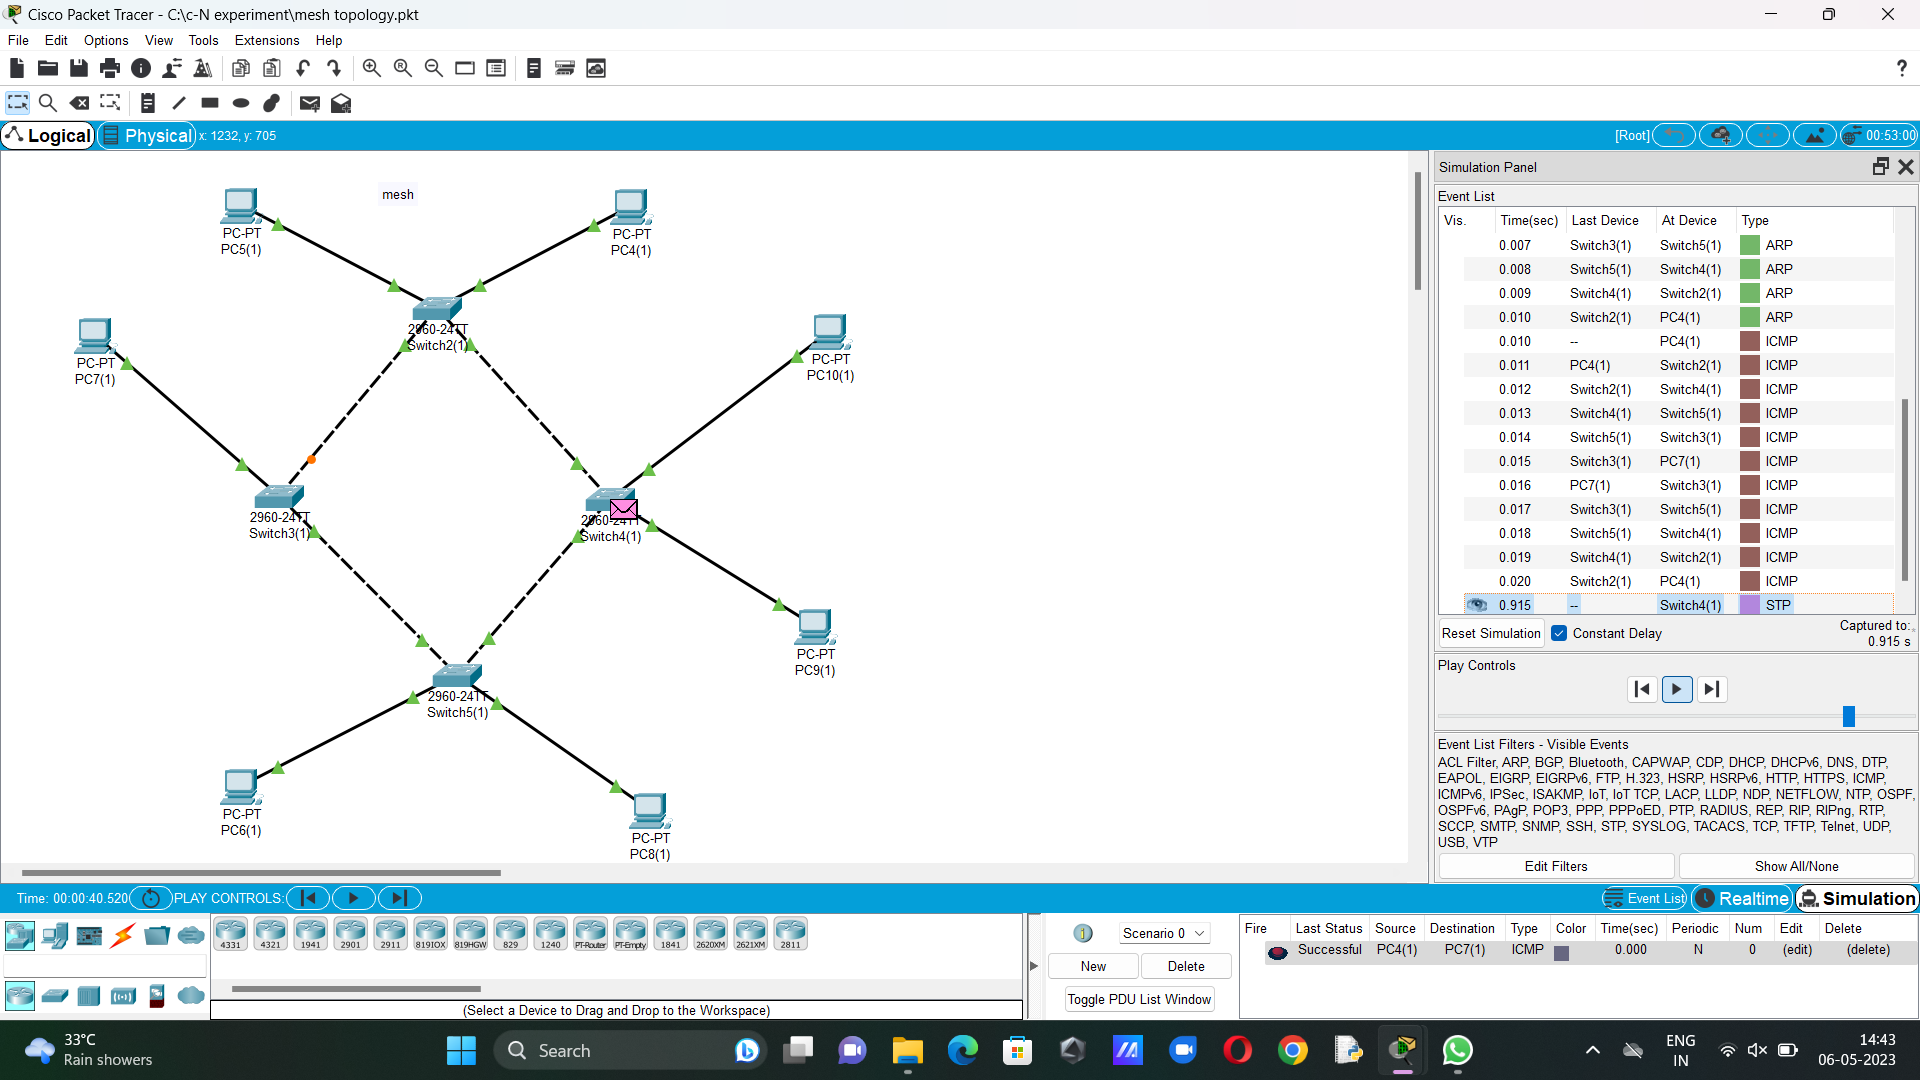 Cisco Packet Tracer - C:\c-N experiment\mesh topology.pkt
File Edit Options View Tools Extensions Help
?
Logical Physical x: 1232, y: 705 [Root] 00:53:00
mesh
PC-PT
PC5(1)
PC-PT
PC4(1)
2960-24TT
Switch2(1)
PC-PT
PC7(1)
PC-PT
PC10(1)
2960-24TT
Switch3(1)
2960-24TT
Switch4(1)
PC-PT
PC9(1)
2960-24TT
Switch5(1)
PC-PT
PC6(1)
PC-PT
PC8(1)
Simulation Panel
Event List
Vis. Time(sec) Last Device At Device Type
0.007 Switch3(1) Switch5(1) ARP
0.008 Switch5(1) Switch4(1) ARP
0.009 Switch4(1) Switch2(1) ARP
0.010 Switch2(1) PC4(1) ARP
0.010 -- PC4(1) ICMP
0.011 PC4(1) Switch2(1) ICMP
0.012 Switch2(1) Switch4(1) ICMP
0.013 Switch4(1) Switch5(1) ICMP
0.014 Switch5(1) Switch3(1) ICMP
0.015 Switch3(1) PC7(1) ICMP
0.016 PC7(1) Switch3(1) ICMP
0.017 Switch3(1) Switch5(1) ICMP
0.018 Switch5(1) Switch4(1) ICMP
0.019 Switch4(1) Switch2(1) ICMP
0.020 Switch2(1) PC4(1) ICMP
0.915 -- Switch4(1) STP
Reset Simulation Constant Delay Captured to:
0.915 s
Play Controls
Event List Filters - Visible Events
ACL Filter, ARP, BGP, Bluetooth, CAPWAP, CDP, DHCP, DHCPv6, DNS, DTP,
EAPOL, EIGRP, EIGRPv6, FTP, H.323, HSRP, HSRPv6, HTTP, HTTPS, ICMP,
ICMPv6, IPSec, ISAKMP, IoT, IoT TCP, LACP, LLDP, NDP, NETFLOW, NTP, OSPF,
OSPFv6, PAgP, POP3, PPP, PPPoED, PTP, RADIUS, REP, RIP, RIPng, RTP,
SCCP, SMTP, SNMP, SSH, STP, SYSLOG, TACACS, TCP, TFTP, Telnet, UDP,
USB, VTP
Edit Filters Show All/None
Time: 00:00:40.520 PLAY CONTROLS: Event List Realtime Simulation
4331 4321 1941 2901 2911 819IOX 819HGW 829 1240 PT-Router PT-Empty 1841 2620XM 2621XM 2811
(Select a Device to Drag and Drop to the Workspace)
1 Scenario 0
New Delete
Toggle PDU List Window
Fire Last Status Source Destination Type Color Time(sec) Periodic Num Edit Delete
Successful PC4(1) PC7(1) ICMP 0.000 N 0 (edit) (delete)
33°C
Rain showers
Search
ENG
IN
14:43
06-05-2023